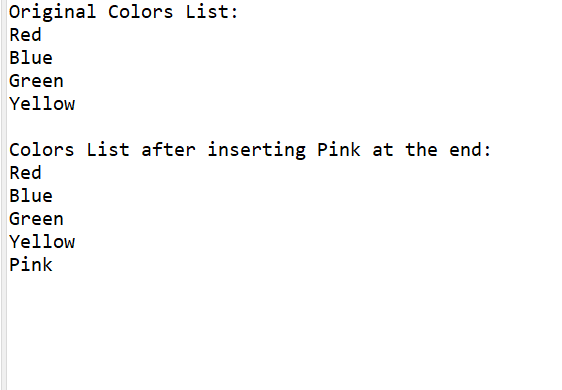 Original Colors List:
Red
Blue
Green
Yellow

Colors List after inserting Pink at the end:
Red
Blue
Green
Yellow
Pink